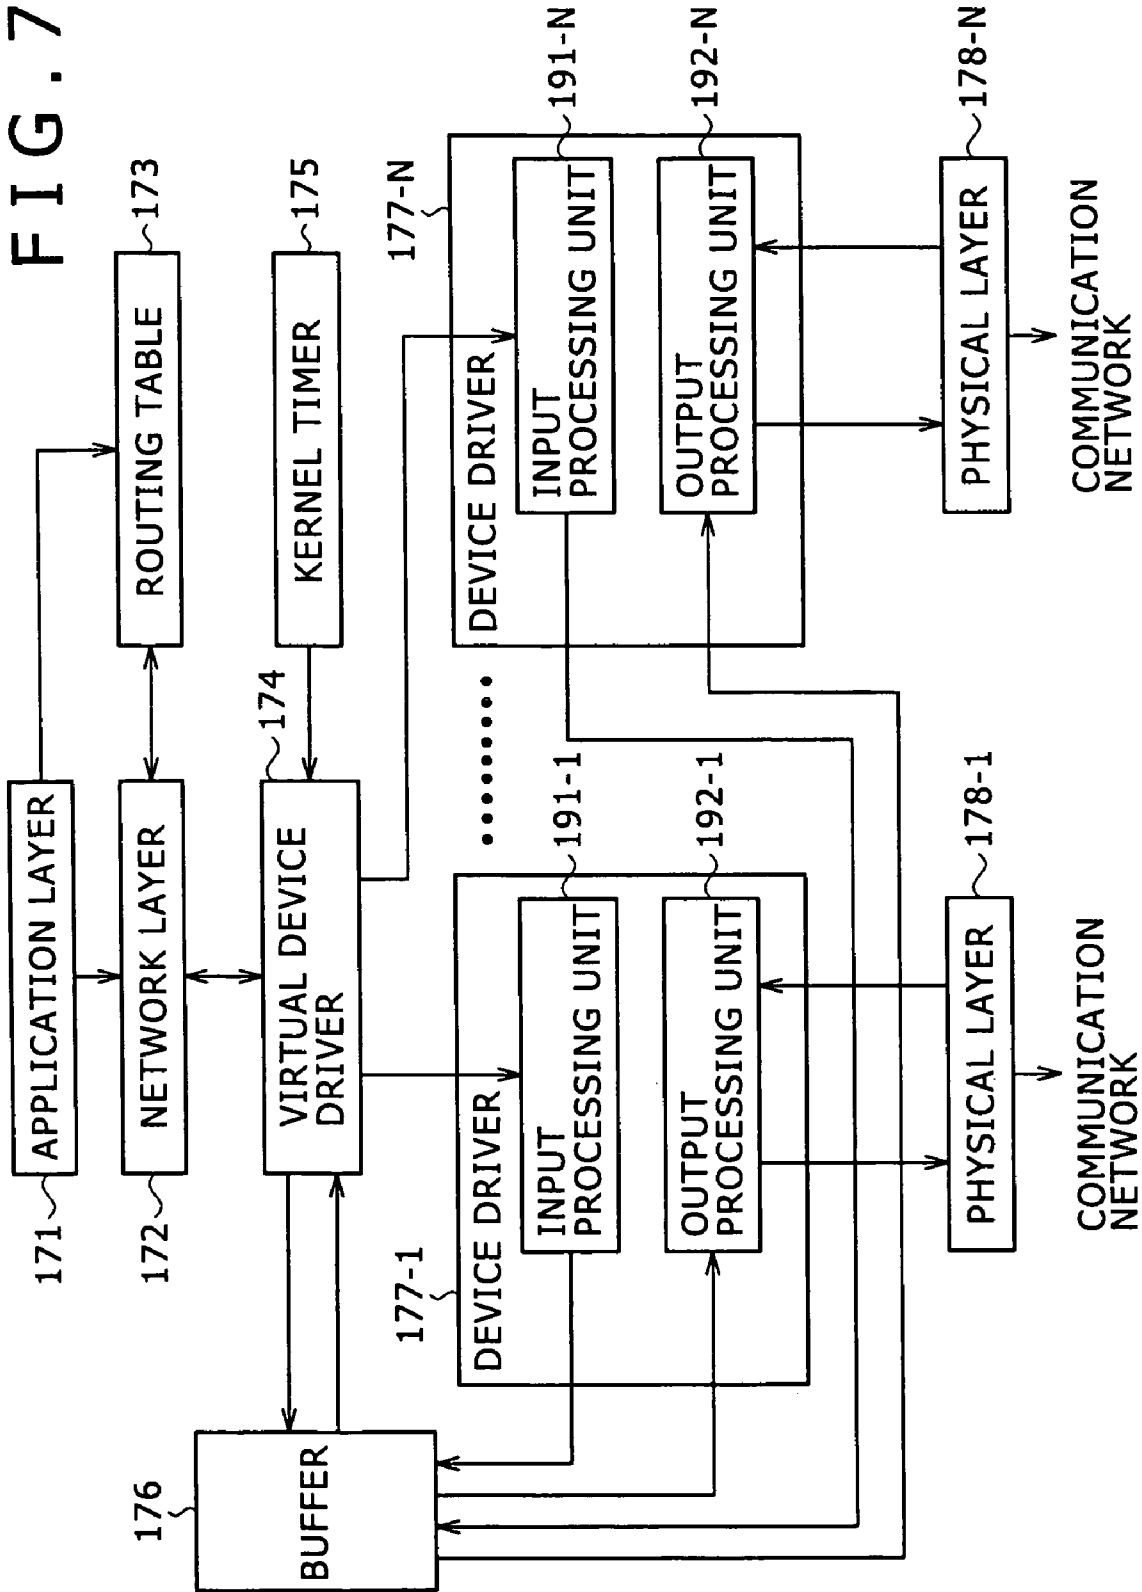 FIG. 7
171
APPLICATION LAYER
172
NETWORK LAYER
ROUTING TABLE
173
174
VIRTUAL DEVICE
DRIVER
KERNEL TIMER
175
176
BUFFER
177-1
DEVICE DRIVER
INPUT
PROCESSING UNIT
191-1
OUTPUT
PROCESSING UNIT
192-1
177-N
DEVICE DRIVER
INPUT
PROCESSING UNIT
191-N
OUTPUT
PROCESSING UNIT
192-N
PHYSICAL LAYER
178-1
COMMUNICATION
NETWORK
PHYSICAL LAYER
178-N
COMMUNICATION
NETWORK